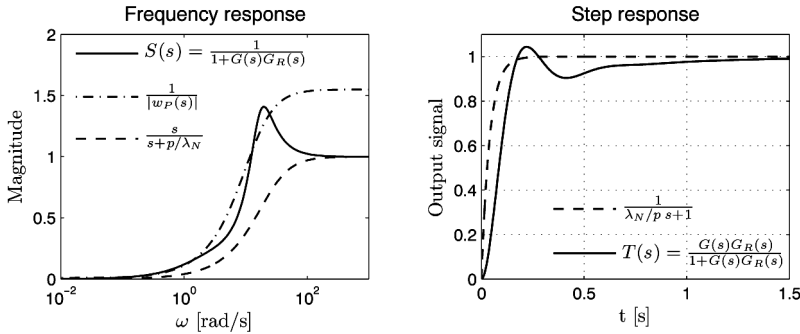 Frequency response
2
1.5
1
0.5
0
Magnitude
S(s) = 1/(1+G(s)G_R(s))
1/|w_P(s)|
s/(s+p/λ_N)
10^−2 10^0 10^2
ω [rad/s]
Step response
1
0.8
0.6
0.4
0.2
0
Output signal
1/(λ_N/p s+1)
T(s) = G(s)G_R(s)/(1+G(s)G_R(s))
0 0.5 1 1.5
t [s]